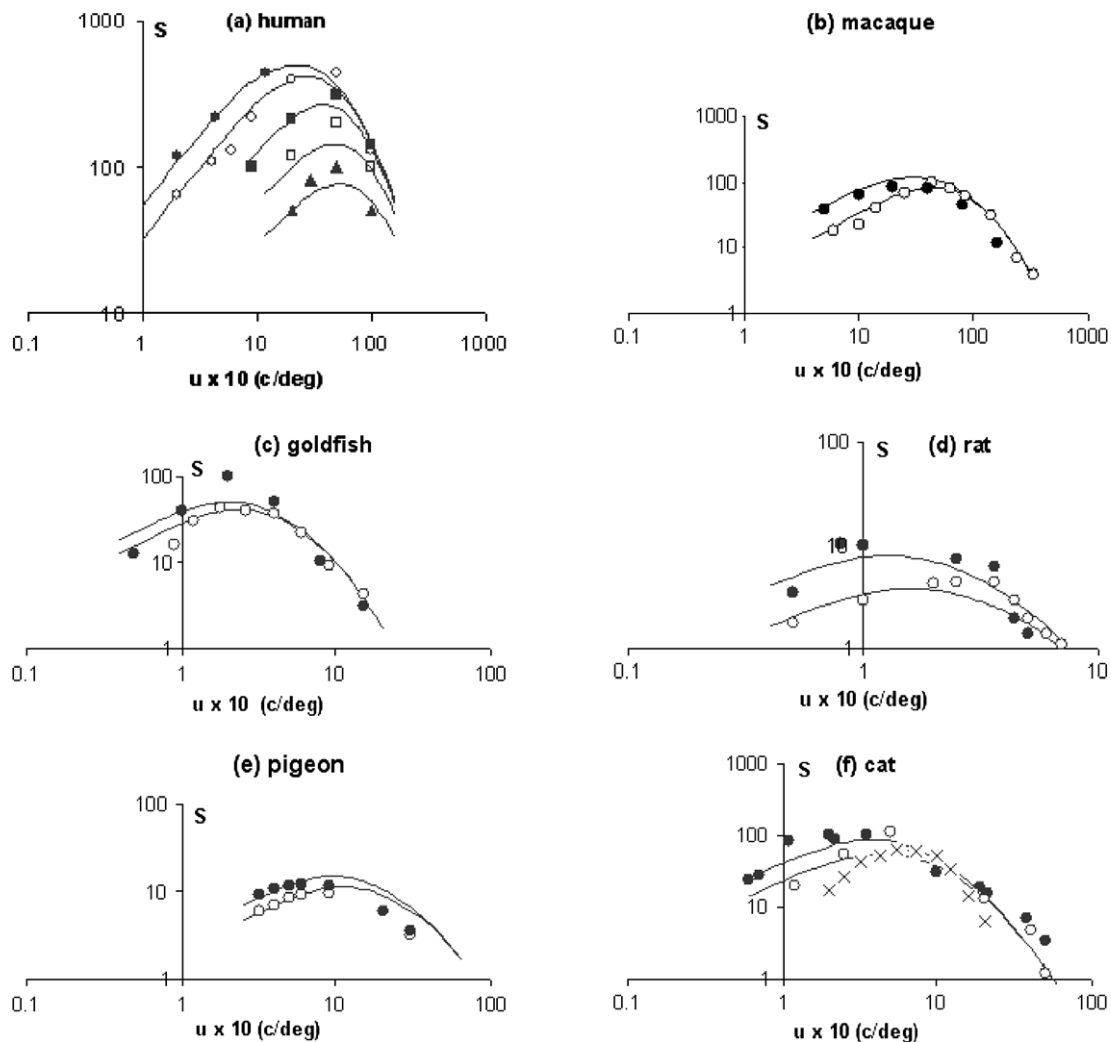 (a) human
S
1000
100
10
0.1 1 10 100 1000
u x 10 (c/deg)
(b) macaque
S
1000
100
10
1
0.1 1 10 100 1000
u x 10 (c/deg)
(c) goldfish
S
100
10
1
0.1 1 10 100
u x 10 (c/deg)
(d) rat
S
100
10
1
0.1 1 10
u x 10 (c/deg)
(e) pigeon
S
100
10
1
0.1 1 10 100
u x 10 (c/deg)
(f) cat
S
1000
100
10
1
0.1 1 10 100
u x 10 (c/deg)